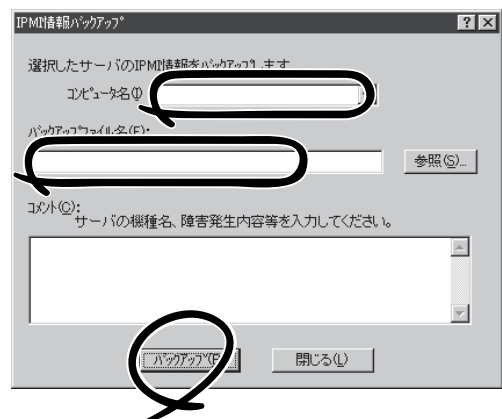 IPMI情報ﾊﾞｯｸｱｯﾌﾟ
選択したサーバのIPMI情報をﾊﾞｯｸｱｯﾌﾟします
ｺﾝﾋﾟｭｰﾀ名(I)
ﾊﾞｯｸｱｯﾌﾟﾌｧｲﾙ名(F):
参照(S)...
ｺﾒﾝﾄ(C):
サーバの機種名、障害発生内容等を入力してください。
ﾊﾞｯｸｱｯﾌﾟ(
閉じる(L)